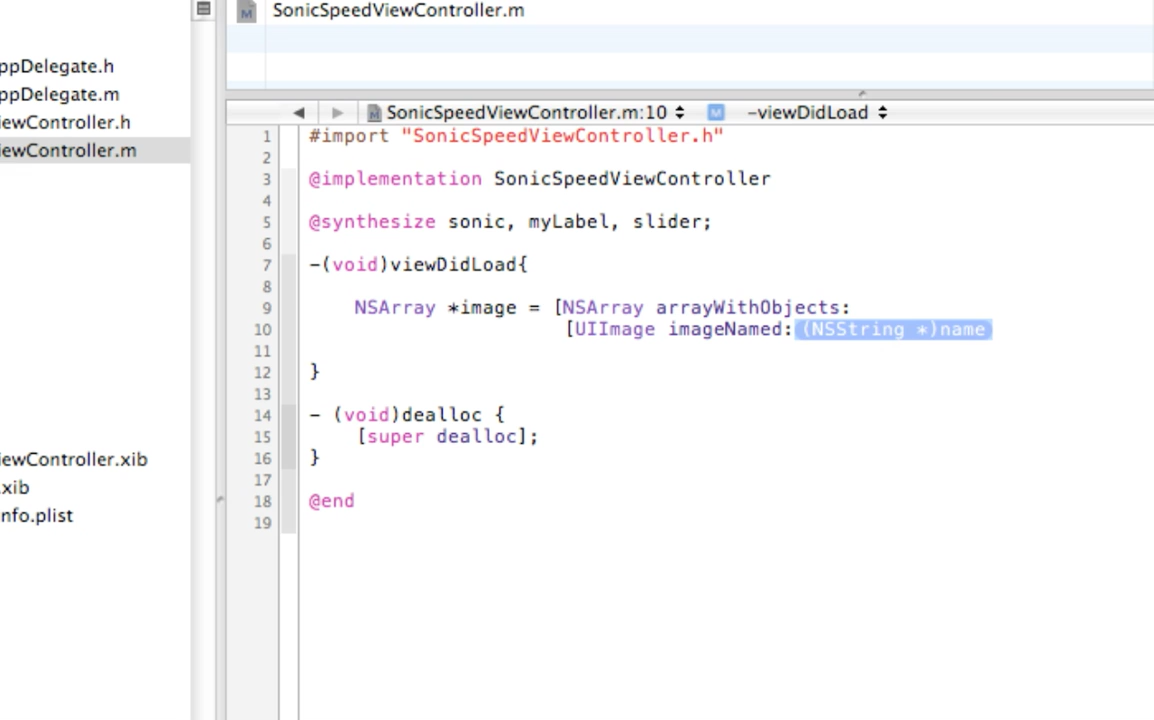 SonicSpeedViewController.m
ppDelegate.h
ppDelegate.m
iewController.h
iewController.m
iewController.xib
.xib
nfo.plist
SonicSpeedViewController.m:10 -viewDidLoad
1 #import "SonicSpeedViewController.h"
2
3 @implementation SonicSpeedViewController
4
5 @synthesize sonic, myLabel, slider;
6
7 -(void)viewDidLoad{
8
9 NSArray *image = [NSArray arrayWithObjects:
10 [UIImage imageNamed:(NSString *)name
11
12 }
13
14 - (void)dealloc {
15 [super dealloc];
16 }
17
18 @end
19